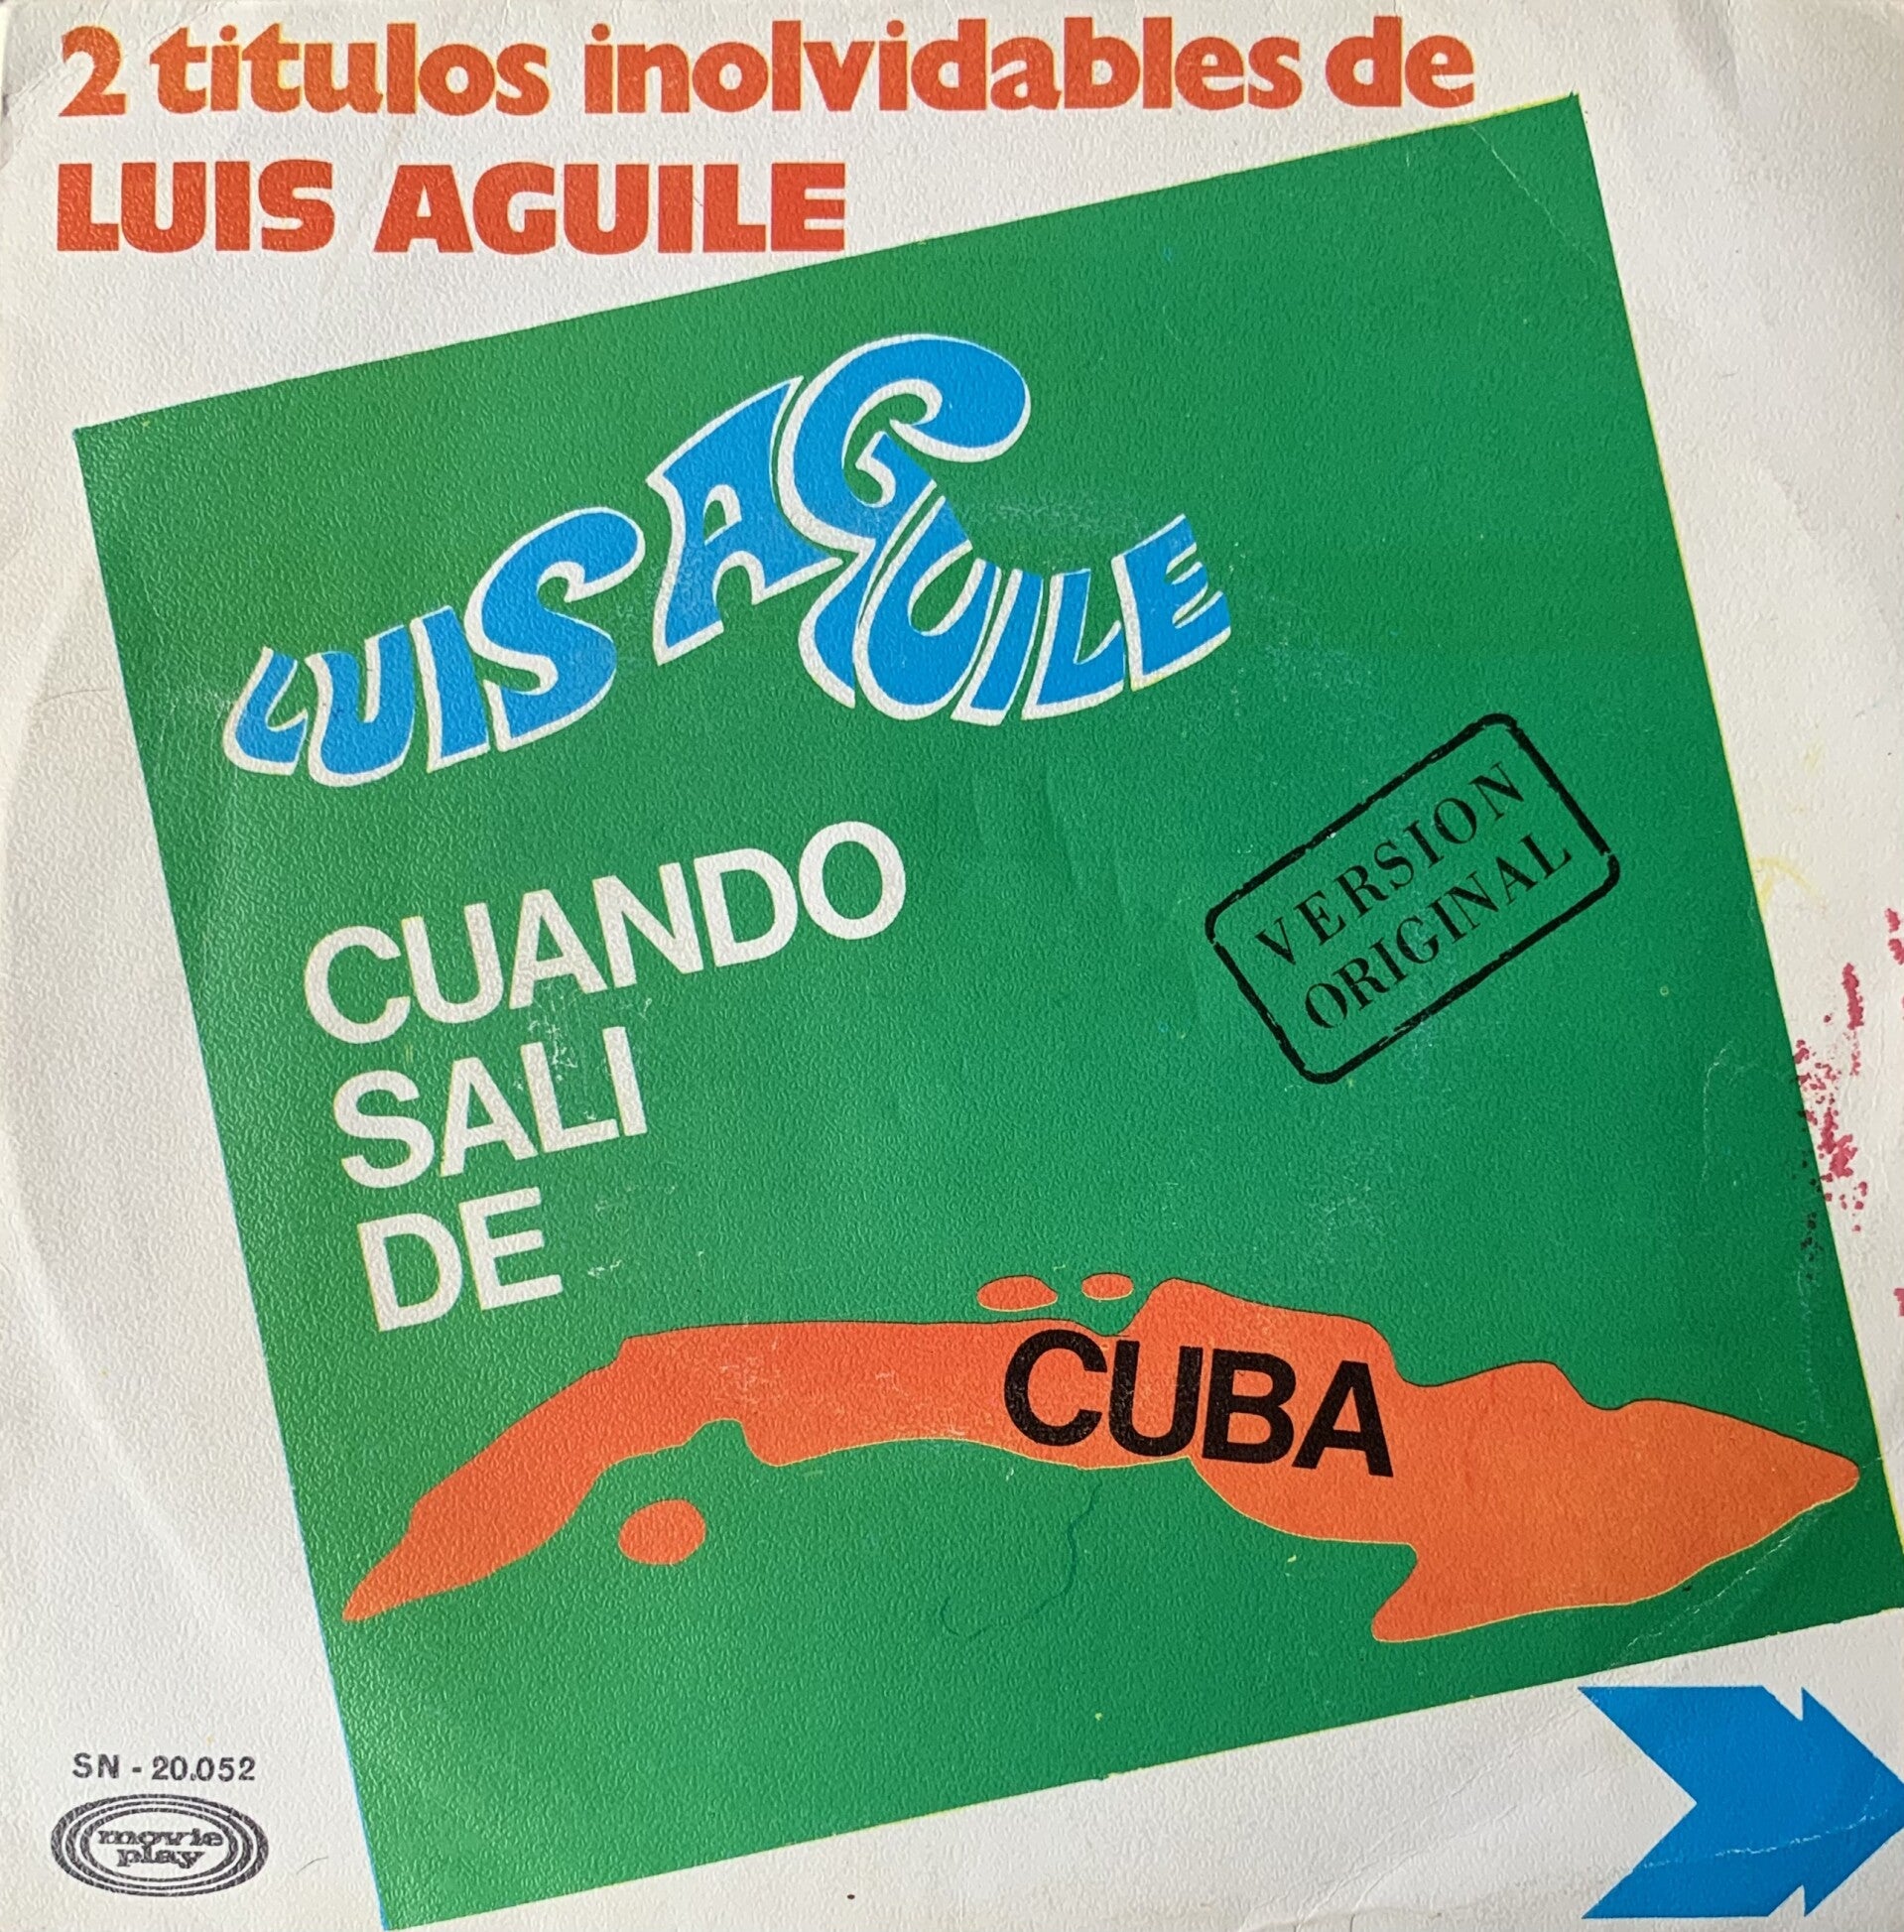 2 titulos inolvidables de
LUIS AGUILE
LUIS AGUILE
CUANDO
SALI
DE
CUBA
VERSION
ORIGINAL
SN - 20.052
movie
play